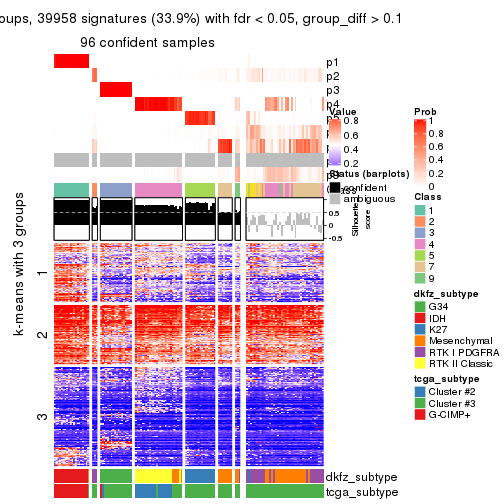 oups, 39958 signatures (33.9%) with fdr < 0.05, group_diff > 0.1
96 confident samples
p1
p2
p3
p4
Value
0.8
0.6
0.4
0.2
Status (barplots)
confident
ambiguous
0.5
0
-0.5
Silhouette
score
k-means with 3 groups
1
2
3
dkfz_subtype
tcga_subtype
Prob
1
0.8
0.6
0.4
0.2
0
Class
1
2
3
4
5
7
9
dkfz_subtype
G34
IDH
K27
Mesenchymal
RTK I PDGFRA
RTK II Classic
tcga_subtype
Cluster #2
Cluster #3
G-CIMP+